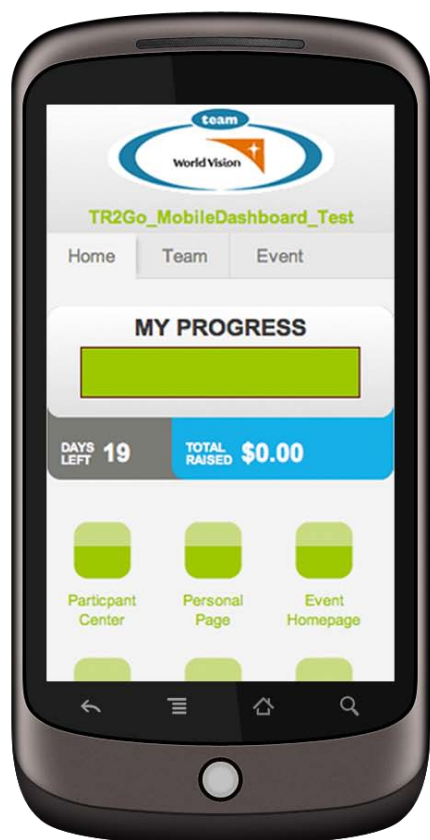 team
World Vision
TR2Go_MobileDashboard_Test
Home Team Event
MY PROGRESS
DAYS LEFT 19 TOTAL RAISED $0.00
Particpant Center
Personal Page
Event Homepage